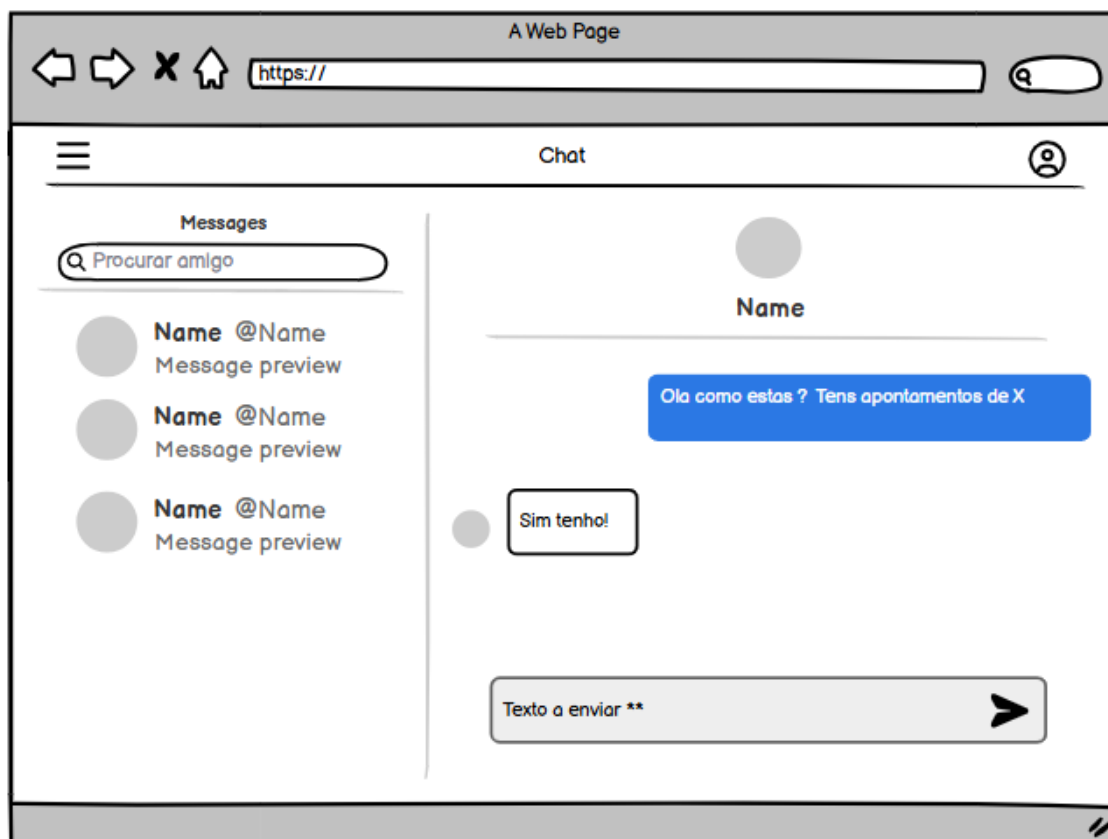 A Web Page
https://
Chat
Messages
Procurar amigo
Name @Name
Message preview
Name @Name
Message preview
Name @Name
Message preview
Name
Ola como estas ? Tens apontamentos de X
Sim tenho!
Texto a enviar **